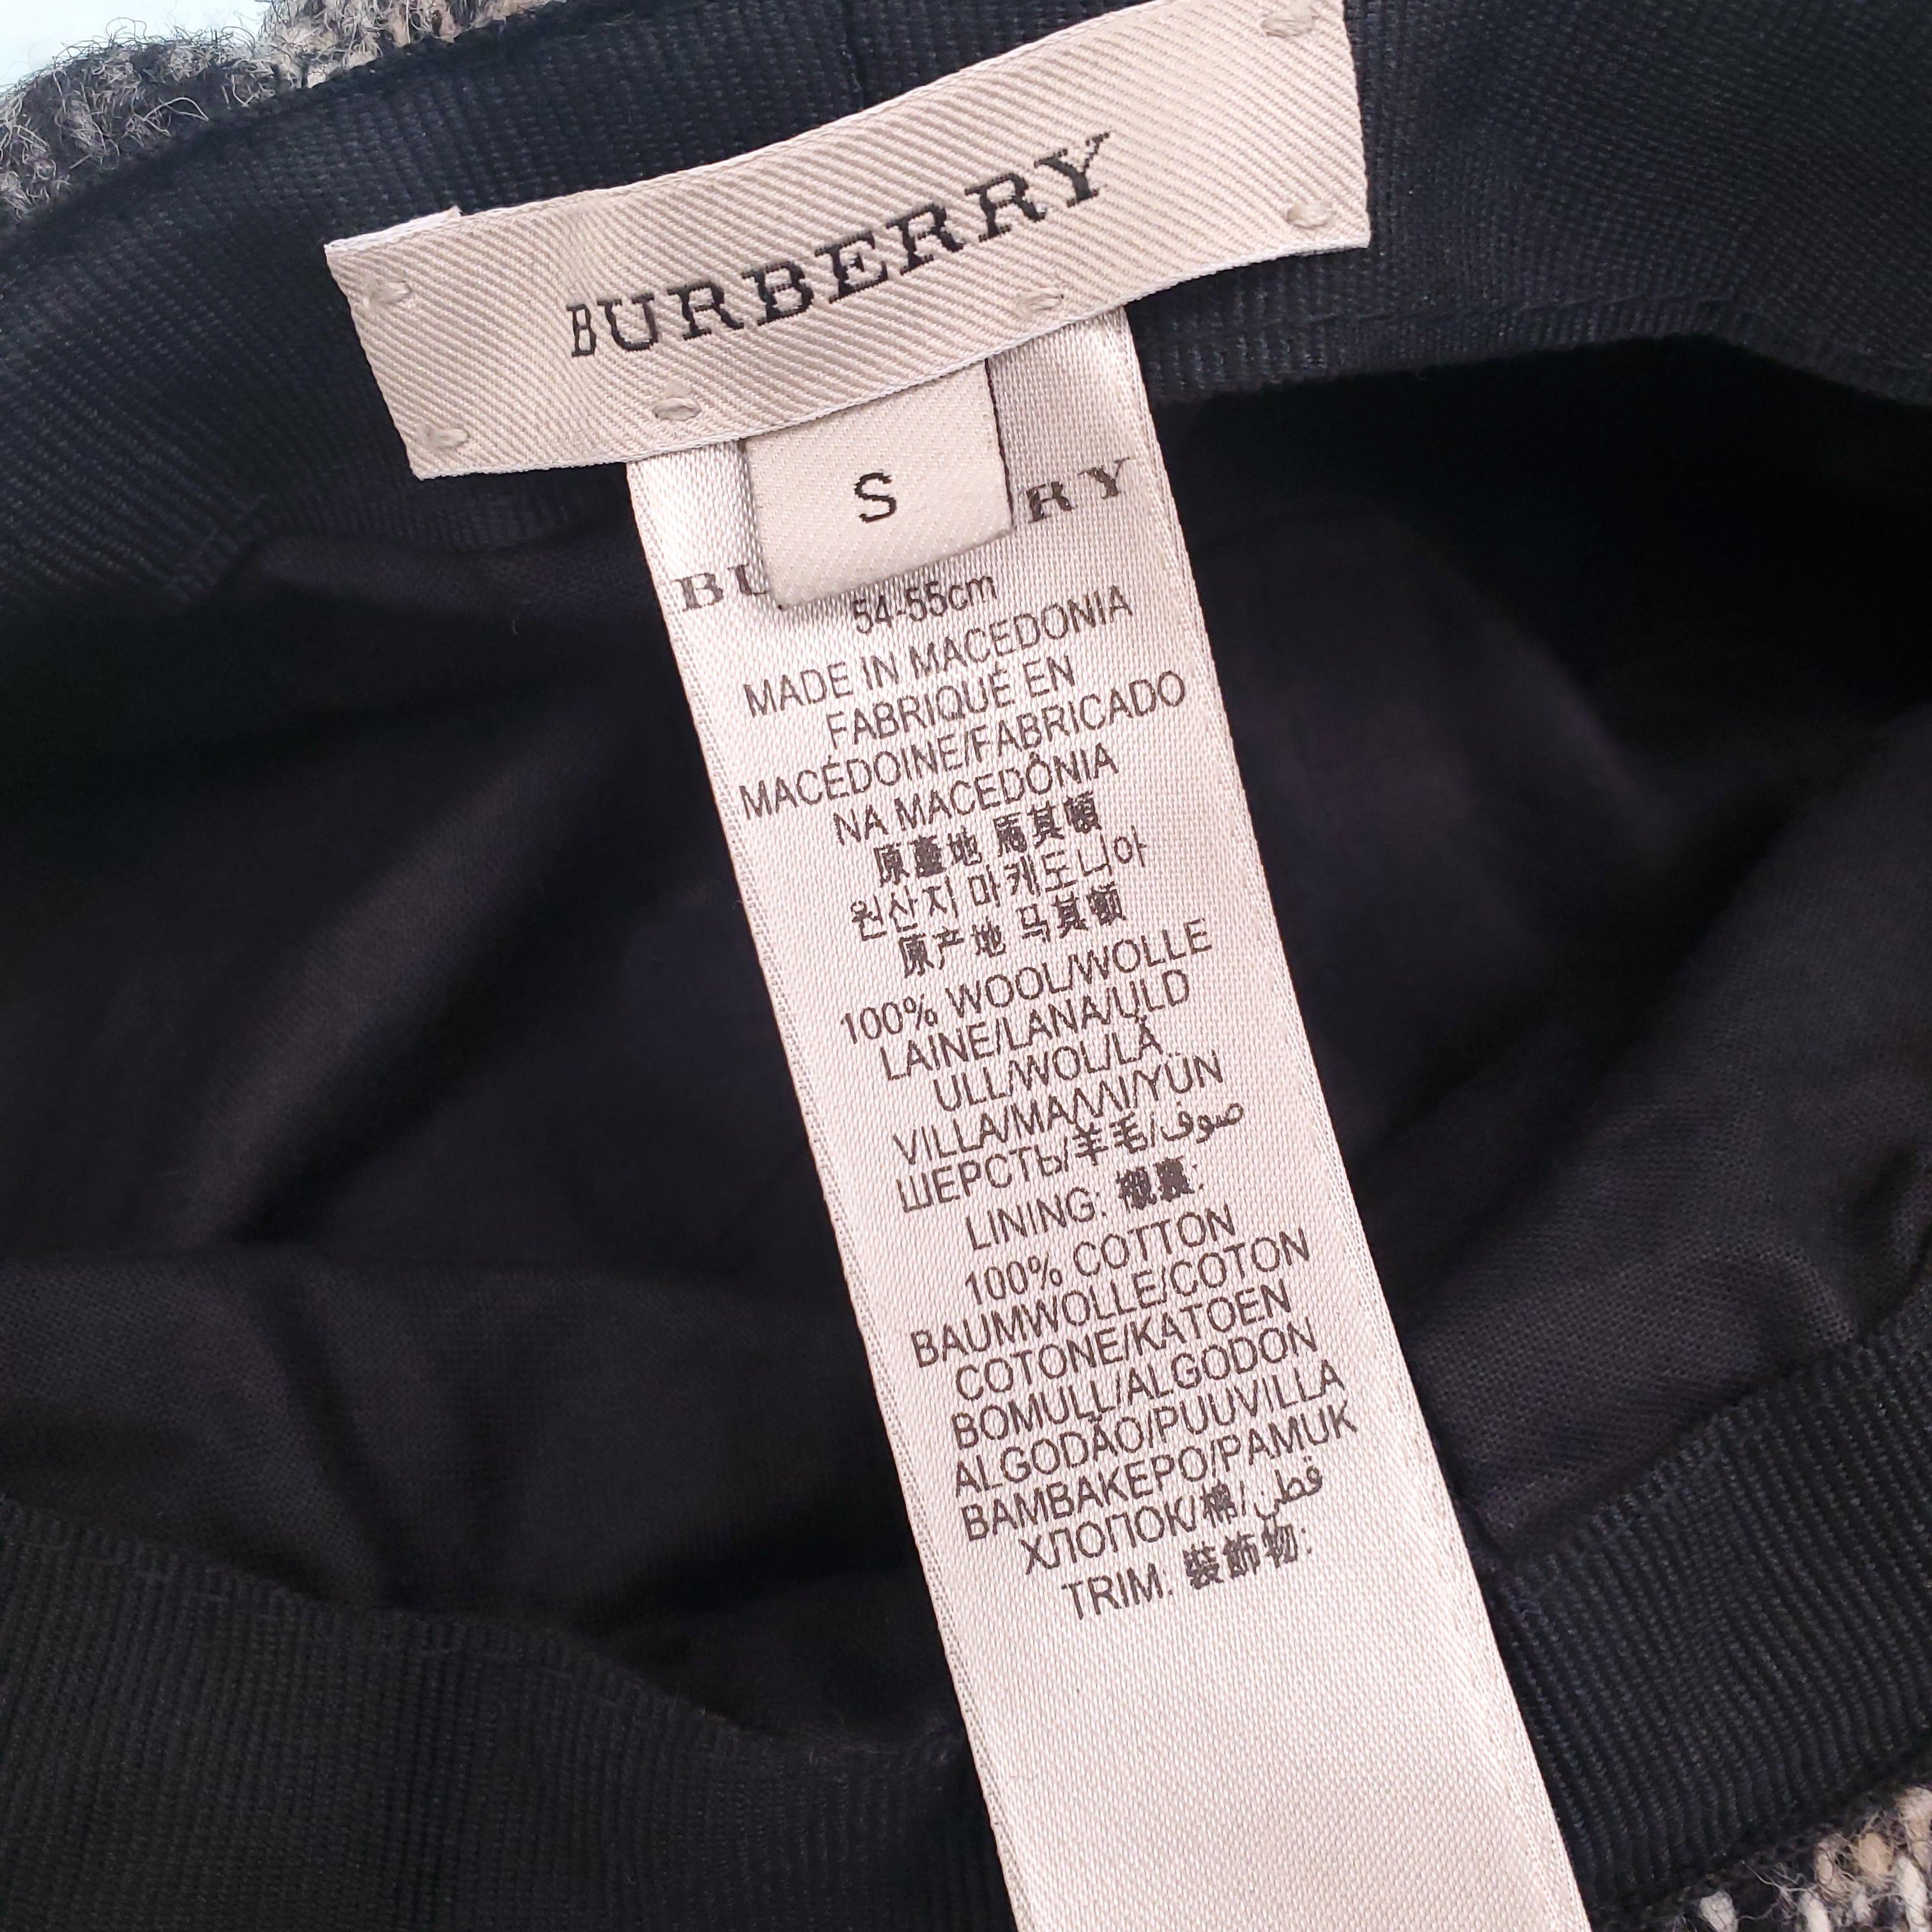 BURBERRY
S
RY
BU
54-55cm
MADE IN MACEDONIA
FABRIQUÉ EN
MACÉDOINE/FABRICADO
NA MACEDÔNIA
原產地 馬其頓
원산지 마케도니아
原产地 马其顿
100% WOOL/WOLLE
LAINE/LANA/ULD
ULL/WOL/LÃ
VILLA/ΜΑΛΛΙ/YÜN
ШЕРСТЬ/羊毛/صوف
LINING: 襯裏:
100% COTTON
BAUMWOLLE/COTON
COTONE/KATOEN
BOMULL/ALGODON
ALGODÃO/PUUVILLA
ΒΑΜΒΑΚΕΡΟ/PAMUK
ХЛОПОК/棉/قطن
TRIM: 裝飾物: